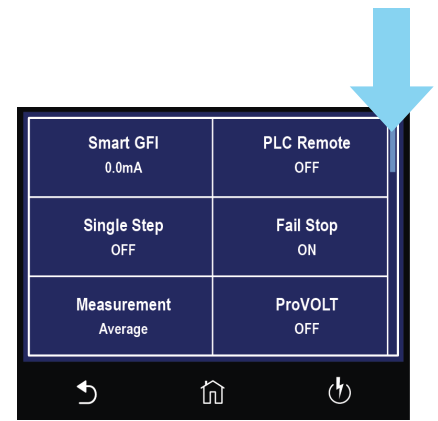 Smart GFI
0.0mA
PLC Remote
OFF
Single Step
OFF
Fail Stop
ON
Measurement
Average
ProVOLT
OFF